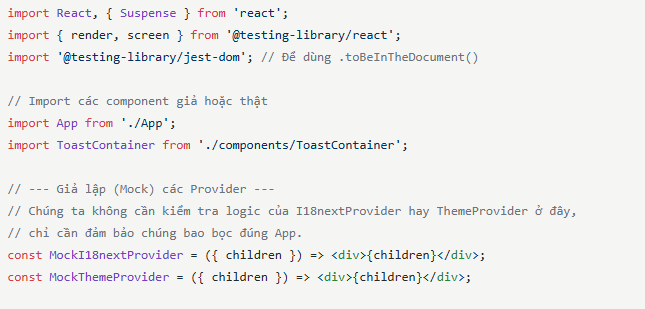 import React, { Suspense } from 'react';
import { render, screen } from '@testing-library/react';
import '@testing-library/jest-dom'; // Để dùng .toBeInTheDocument()
// Import các component giả hoặc thật
import App from './App';
import ToastContainer from './components/ToastContainer';
// --- Giả lập (Mock) các Provider ---
// Chúng ta không cần kiểm tra logic của I18nextProvider hay ThemeProvider ở đây,
// chỉ cần đảm bảo chúng bao bọc đúng App.
const MockI18nextProvider = ({ children }) => <div>{children}</div>;
const MockThemeProvider = ({ children }) => <div>{children}</div>;